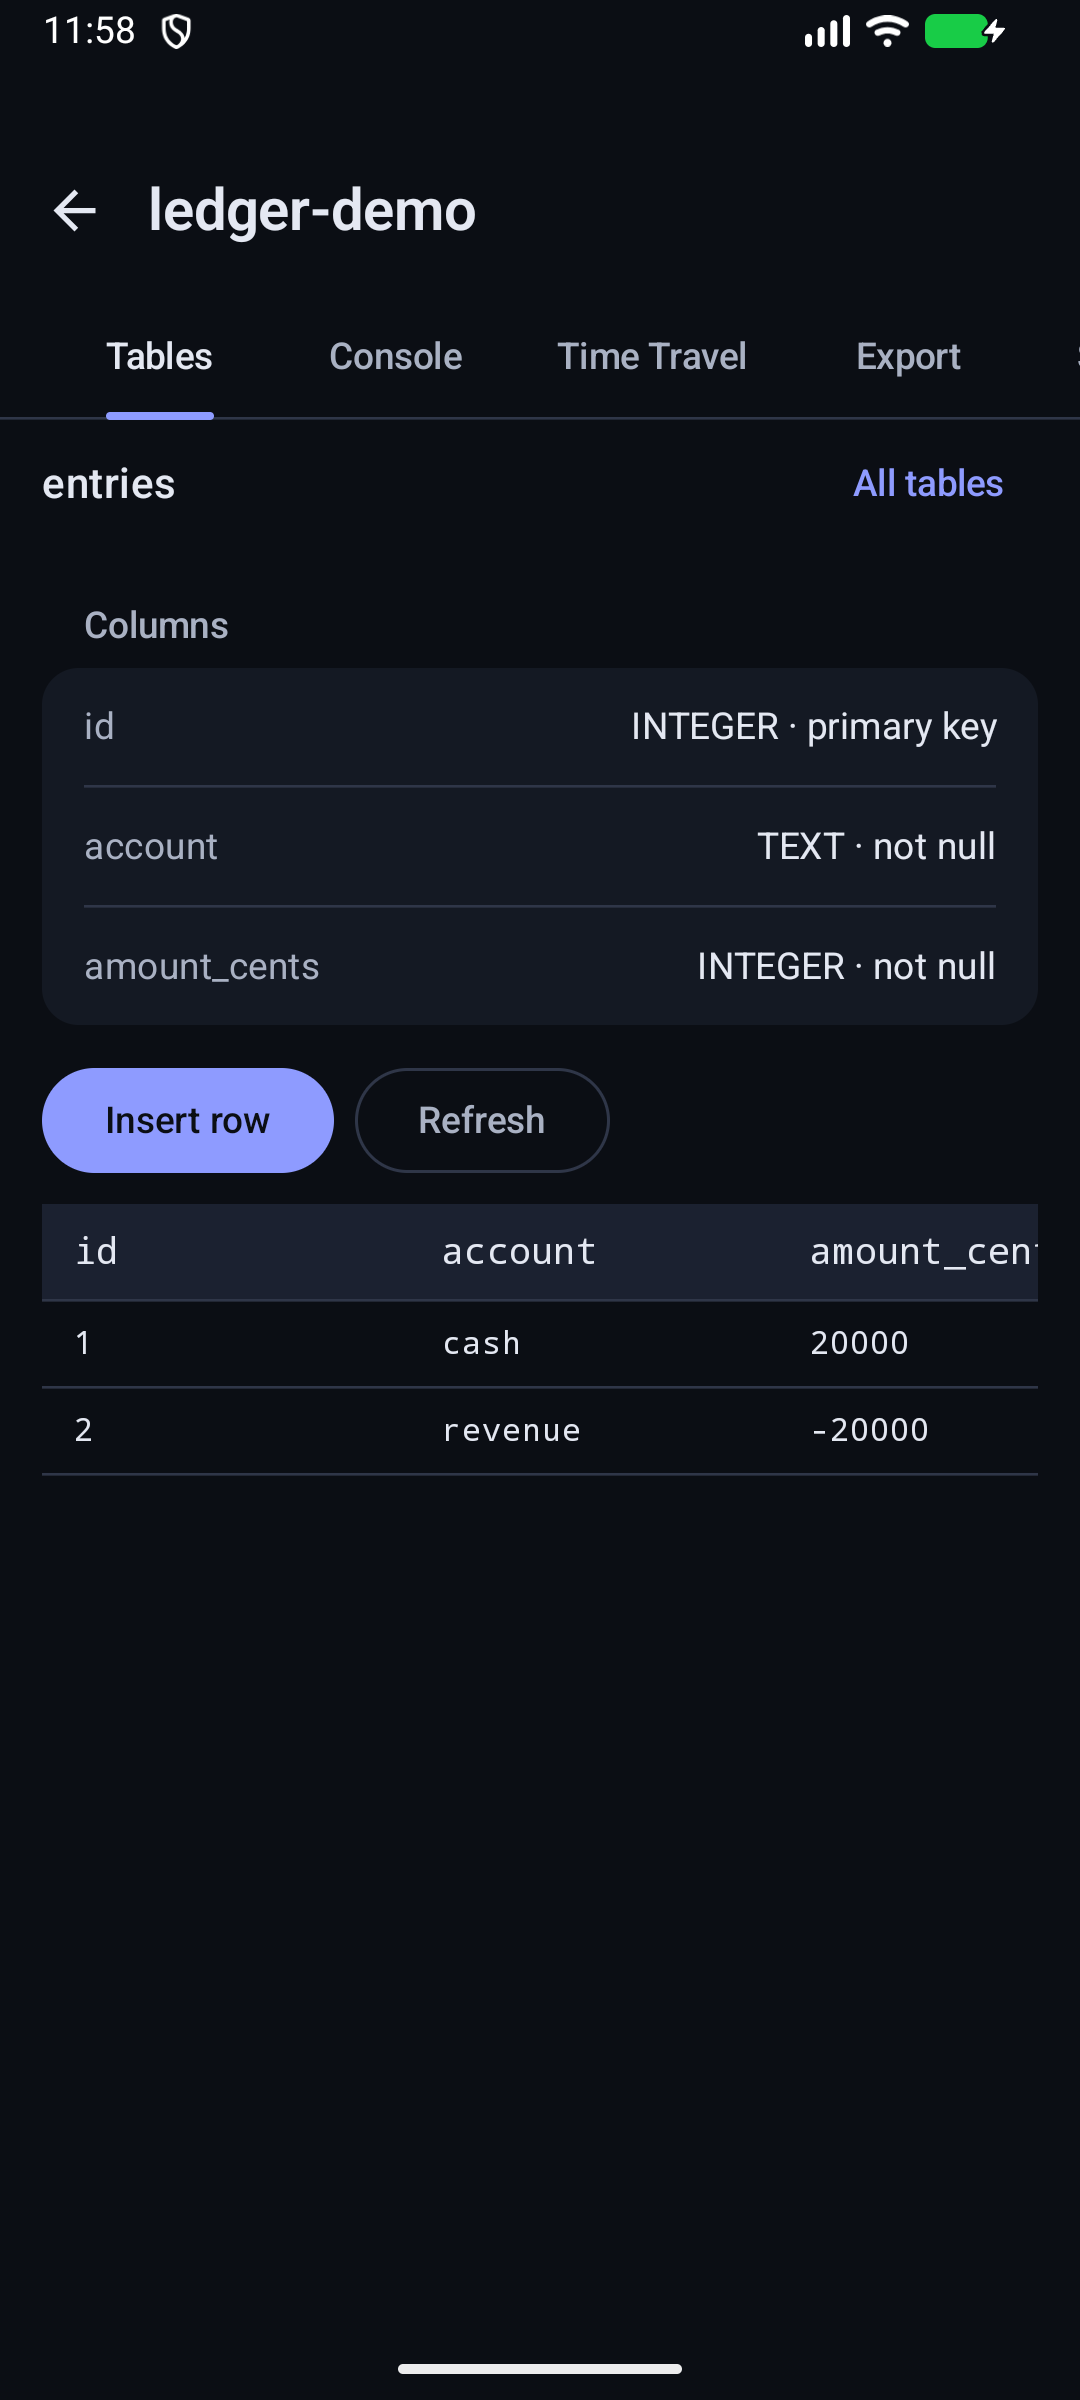 11:58
ledger-demo
Tables Console Time Travel Export
entries All tables
Columns
id INTEGER · primary key
account TEXT · not null
amount_cents INTEGER · not null
Insert row Refresh
id account amount_cen
1 cash 20000
2 revenue -20000